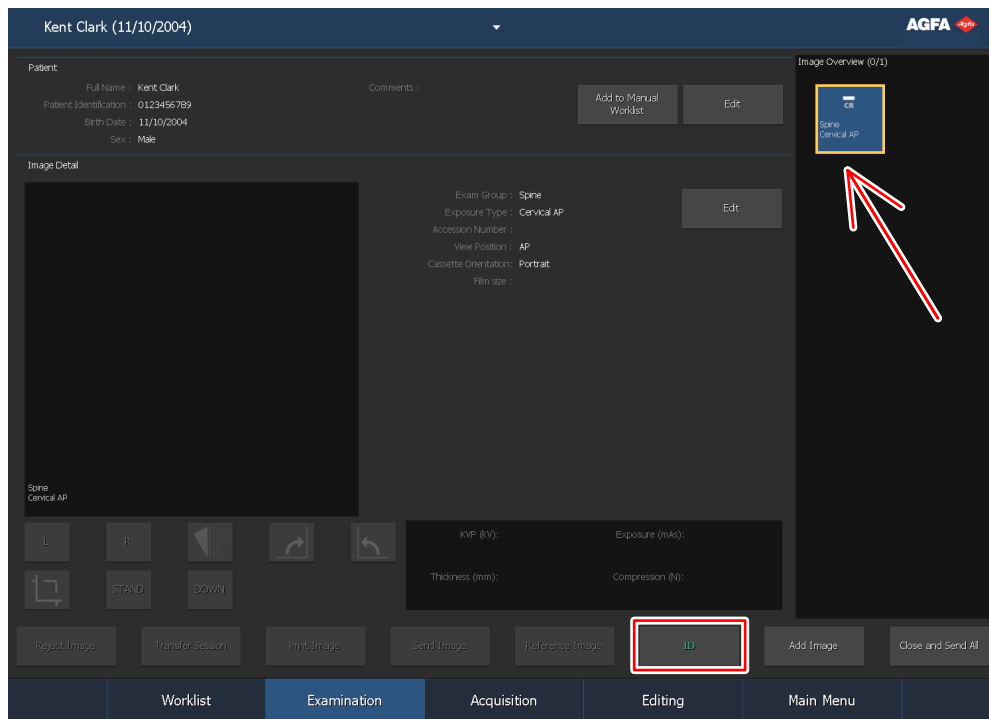 Kent Clark (11/10/2004)
AGFA
Agfa
Patient
Full Name : Kent Clark
Comments :
Patient Identification : 0123456789
Birth Date : 11/10/2004
Sex : Male
Add to Manual
Worklist
Edit
Image Overview (0/1)
CR
Spine
Cervical AP
Image Detail
Exam Group : Spine
Exposure Type : Cervical AP
Accession Number :
View Position : AP
Cassette Orientation: Portrait
Film size :
Edit
Spine
Cervical AP
L
R
STAND
DOWN
KVP (kV):
Exposure (mAs):
Thickness (mm):
Compression (N):
Reject Image
Transfer Session
Print Image
Send Image
Reference Image
ID
Add Image
Close and Send All
Worklist
Examination
Acquisition
Editing
Main Menu